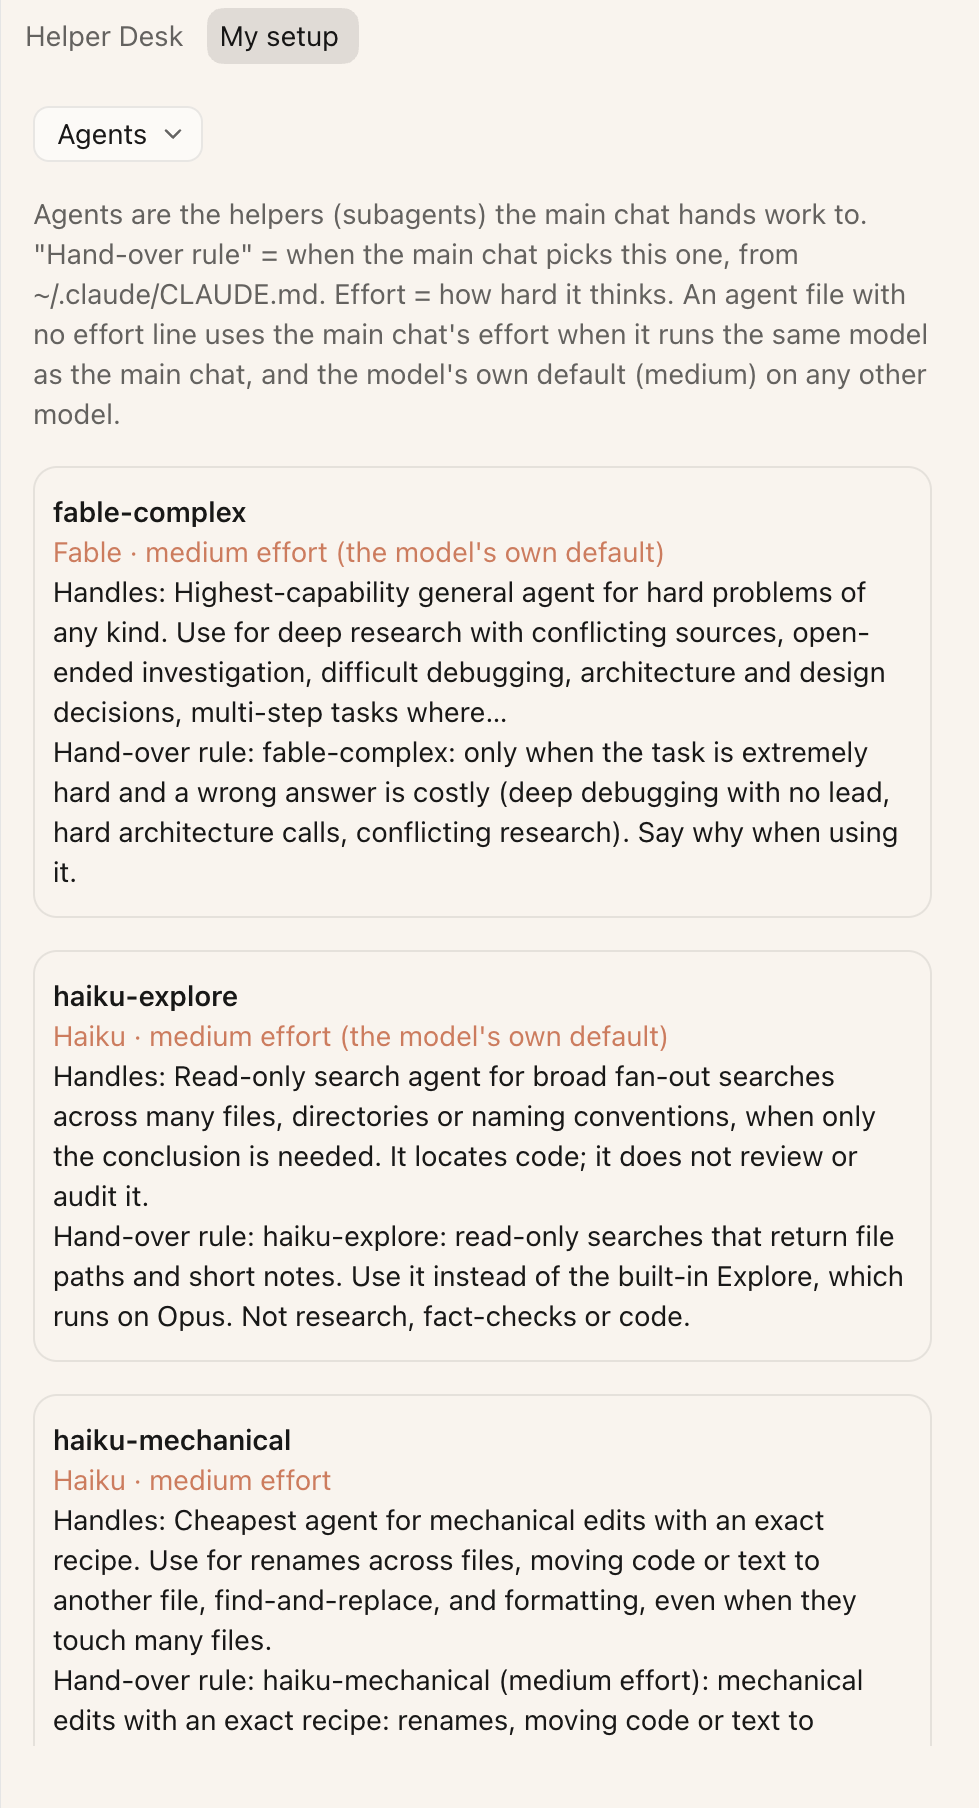 Helper Desk
My setup
Agents
Agents are the helpers (subagents) the main chat hands work to.
"Hand-over rule" = when the main chat picks this one, from
~/.claude/CLAUDE.md. Effort = how hard it thinks. An agent file with
no effort line uses the main chat's effort when it runs the same model
as the main chat, and the model's own default (medium) on any other
model.
fable-complex
Fable · medium effort (the model's own default)
Handles: Highest-capability general agent for hard problems of
any kind. Use for deep research with conflicting sources, open-
ended investigation, difficult debugging, architecture and design
decisions, multi-step tasks where...
Hand-over rule: fable-complex: only when the task is extremely
hard and a wrong answer is costly (deep debugging with no lead,
hard architecture calls, conflicting research). Say why when using
it.
haiku-explore
Haiku · medium effort (the model's own default)
Handles: Read-only search agent for broad fan-out searches
across many files, directories or naming conventions, when only
the conclusion is needed. It locates code; it does not review or
audit it.
Hand-over rule: haiku-explore: read-only searches that return file
paths and short notes. Use it instead of the built-in Explore, which
runs on Opus. Not research, fact-checks or code.
haiku-mechanical
Haiku · medium effort
Handles: Cheapest agent for mechanical edits with an exact
recipe. Use for renames across files, moving code or text to
another file, find-and-replace, and formatting, even when they
touch many files.
Hand-over rule: haiku-mechanical (medium effort): mechanical
edits with an exact recipe: renames, moving code or text to